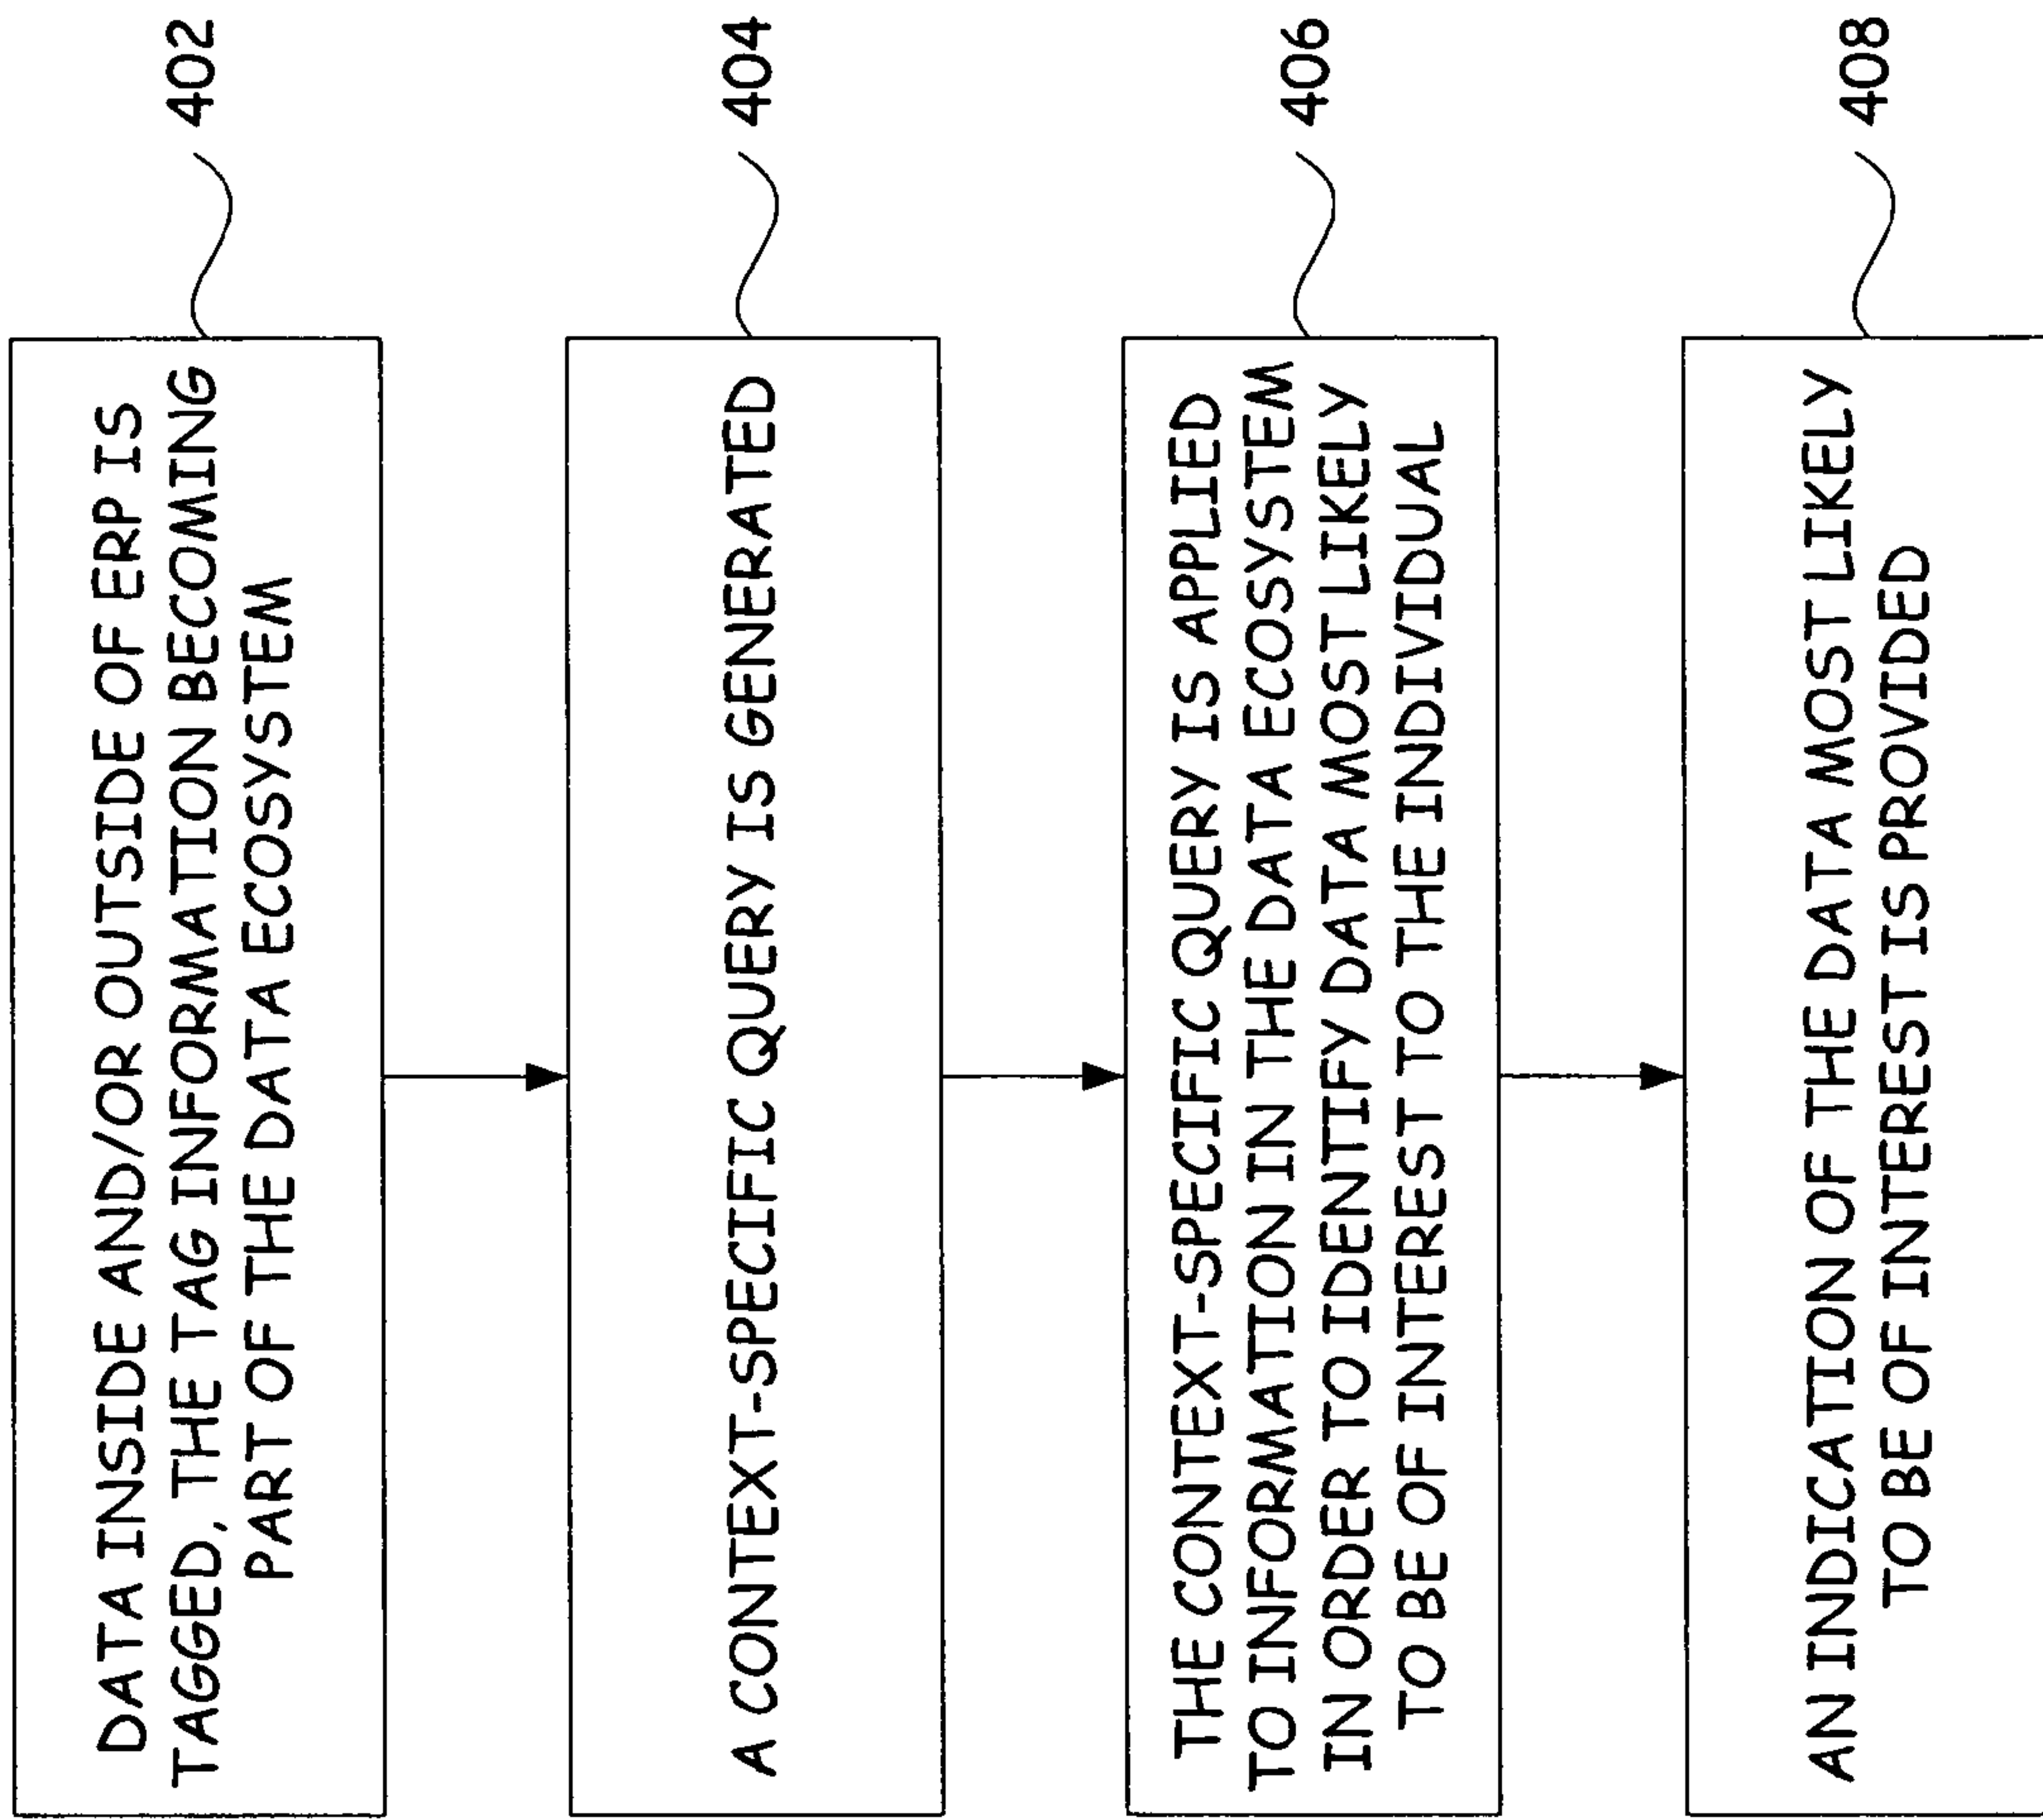 DATA INSIDE AND/OR OUTSIDE OF ERP IS
TAGGED, THE TAG INFORMATION BECOMING
PART OF THE DATA ECOSYSTEM
402
A CONTEXT-SPECIFIC QUERY IS GENERATED
404
THE CONTEXT-SPECIFIC QUERY IS APPLIED
TO INFORMATION IN THE DATA ECOSYSTEM
IN ORDER TO IDENTIFY DATA MOST LIKELY
TO BE OF INTEREST TO THE INDIVIDUAL
406
AN INDICATION OF THE DATA MOST LIKELY
TO BE OF INTEREST IS PROVIDED
408